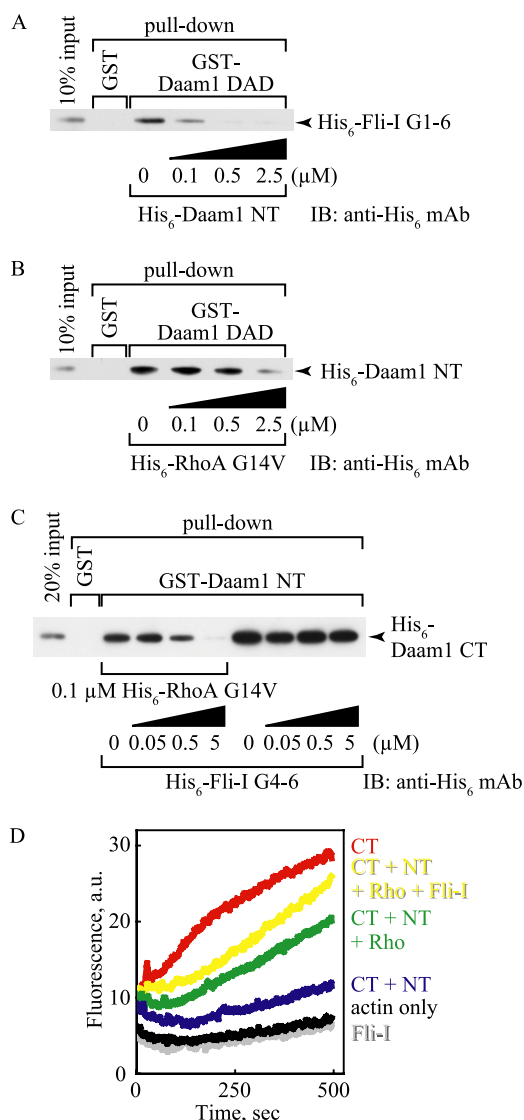 A
pull-down
10% input
GST
GST-
Daam1 DAD
His6-Fli-I G1-6
0 0.1 0.5 2.5 (µM)
His6-Daam1 NT IB: anti-His6 mAb
B
pull-down
10% input
GST
GST-
Daam1 DAD
His6-Daam1 NT
0 0.1 0.5 2.5 (µM)
His6-RhoA G14V IB: anti-His6 mAb
C
pull-down
20% input
GST
GST-Daam1 NT
His6-
Daam1 CT
0.1 µM His6-RhoA G14V
0 0.05 0.5 5 0 0.05 0.5 5 (µM)
His6-Fli-I G4-6 IB: anti-His6 mAb
D
30
20
10
0
Fluorescence, a.u.
CT
CT + NT
+ Rho + Fli-I
CT + NT
+ Rho
CT + NT
actin only
Fli-I
0 250 500
Time, sec